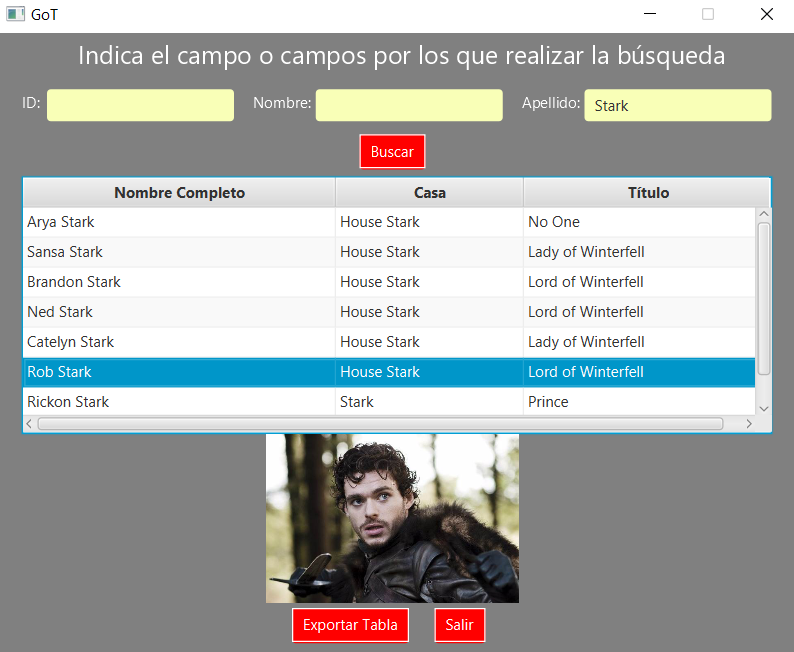 GoT
Indica el campo o campos por los que realizar la búsqueda
ID: Nombre: Apellido: Stark
Buscar
Nombre Completo Casa Título
Arya Stark House Stark No One
Sansa Stark House Stark Lady of Winterfell
Brandon Stark House Stark Lord of Winterfell
Ned Stark House Stark Lord of Winterfell
Catelyn Stark House Stark Lady of Winterfell
Rob Stark House Stark Lord of Winterfell
Rickon Stark Stark Prince
Exportar Tabla Salir